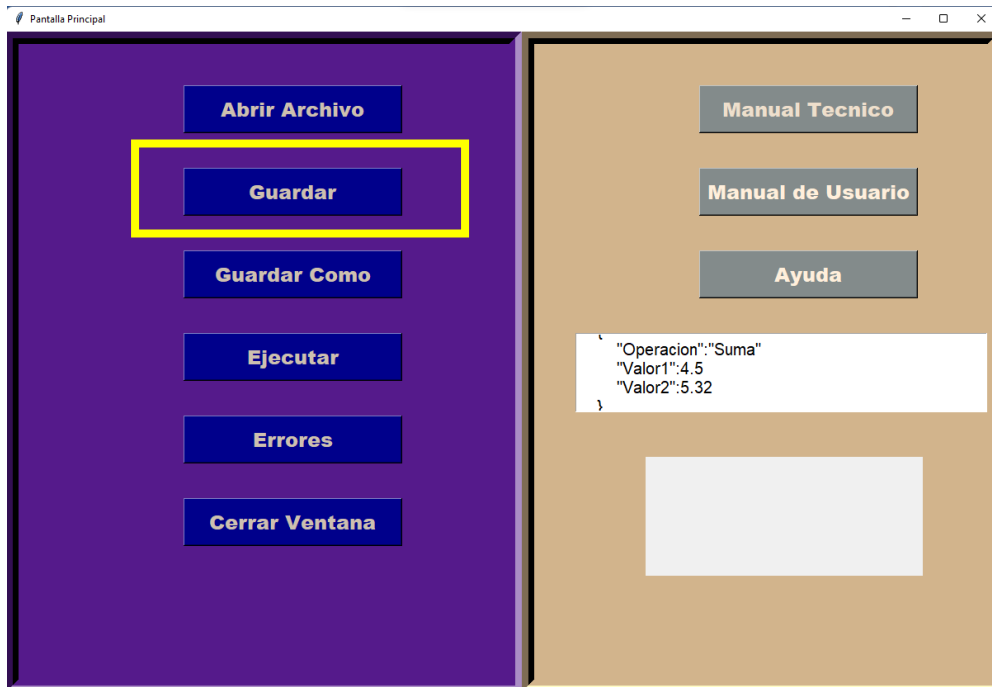 Pantalla Principal
Abrir Archivo
Guardar
Guardar Como
Ejecutar
Errores
Cerrar Ventana
Manual Tecnico
Manual de Usuario
Ayuda
{
"Operacion":"Suma"
"Valor1":4.5
"Valor2":5.32
}